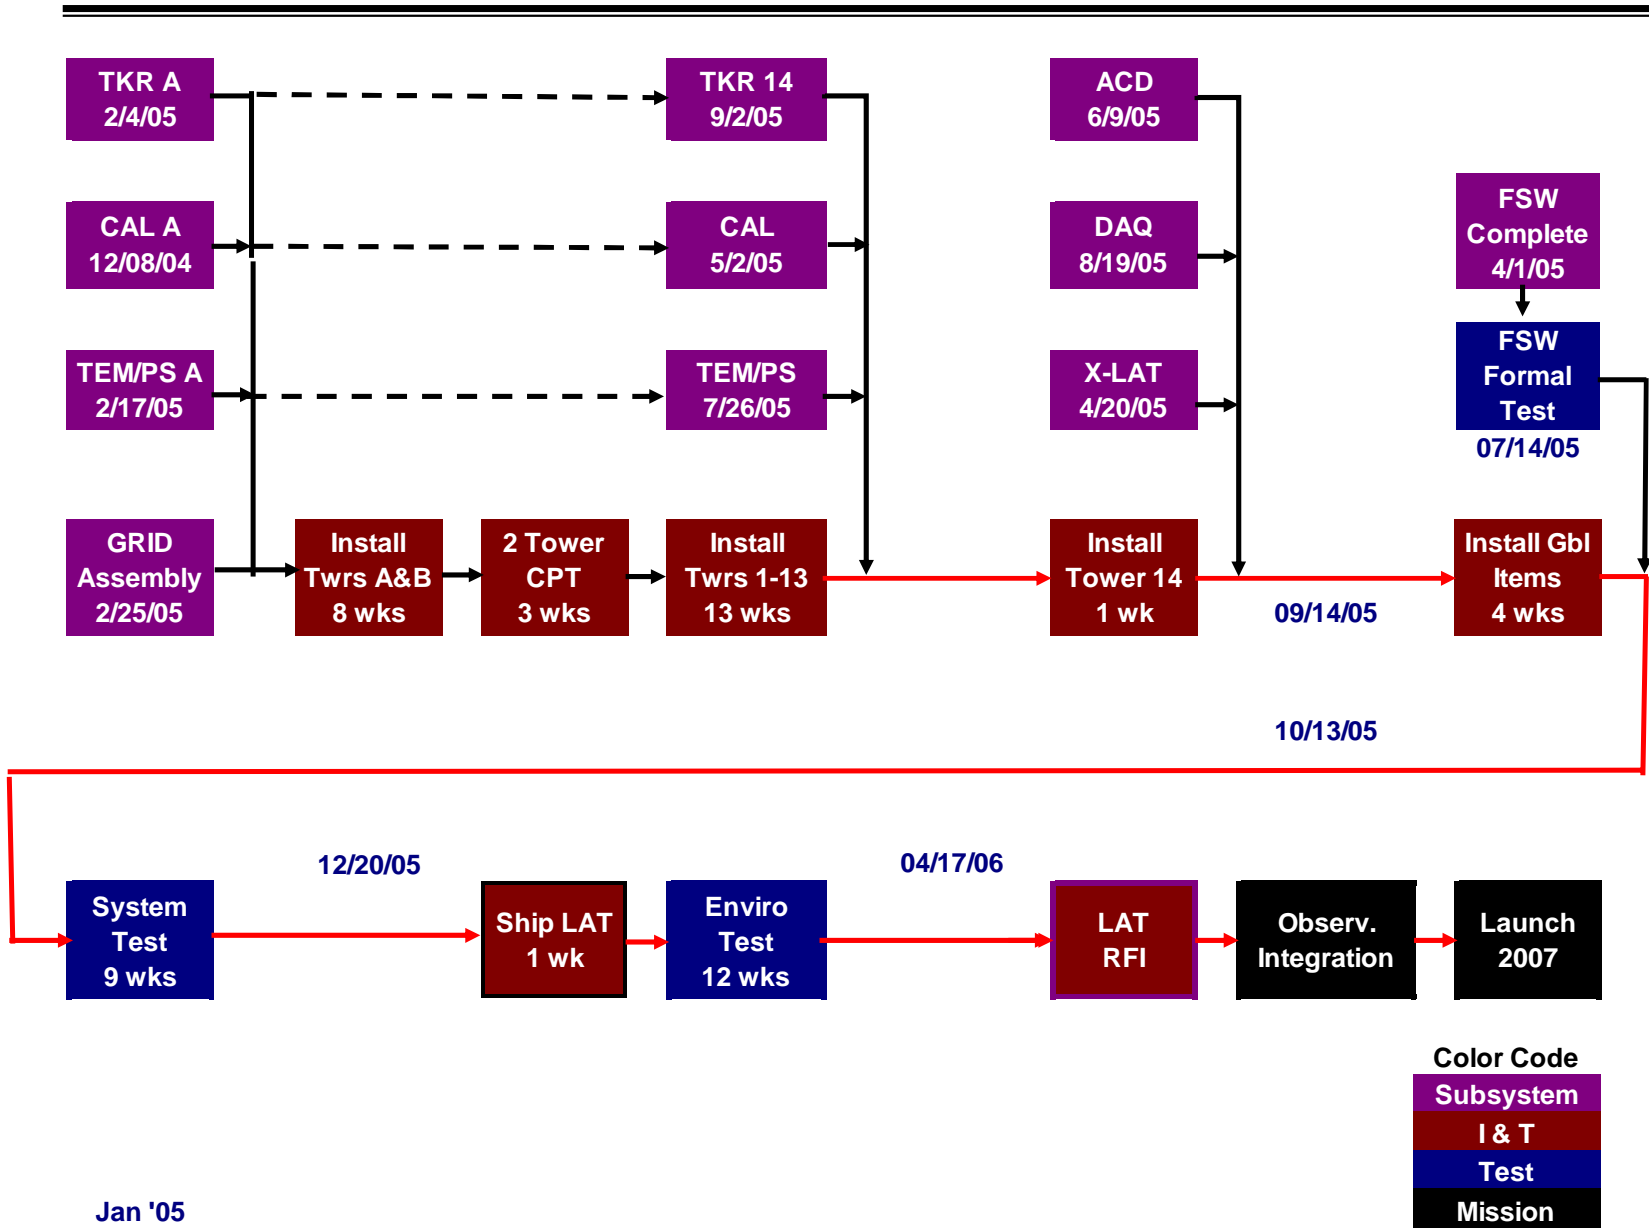 TKR A
2/4/05
TKR 14
9/2/05
ACD
6/9/05
CAL A
12/08/04
CAL
5/2/05
DAQ
8/19/05
FSW
Complete
4/1/05
TEM/PS A
2/17/05
TEM/PS
7/26/05
X-LAT
4/20/05
FSW
Formal
Test
07/14/05
GRID
Assembly
2/25/05
Install
Twrs A&B
8 wks
2 Tower
CPT
3 wks
Install
Twrs 1-13
13 wks
Install
Tower 14
1 wk
09/14/05
Install Gbl
Items
4 wks
10/13/05
12/20/05
04/17/06
System
Test
9 wks
Ship LAT
1 wk
Enviro
Test
12 wks
LAT
RFI
Observ.
Integration
Launch
2007
Color Code
Subsystem
I & T
Test
Mission
Jan '05